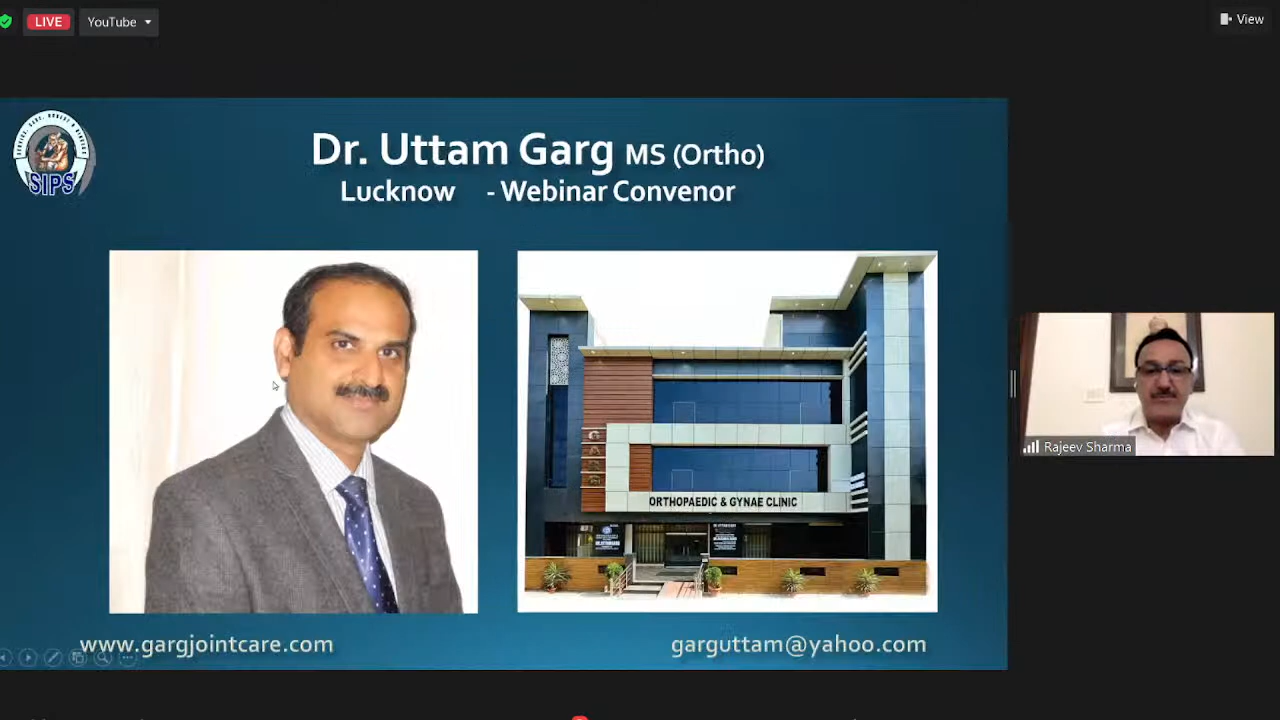 LIVE
YouTube
View
SIPS
Dr. Uttam Garg MS (Ortho)
Lucknow - Webinar Convenor
GARG
ORTHOPAEDIC & GYNAE CLINIC
Rajeev Sharma
www.gargjointcare.com
garguttam@yahoo.com